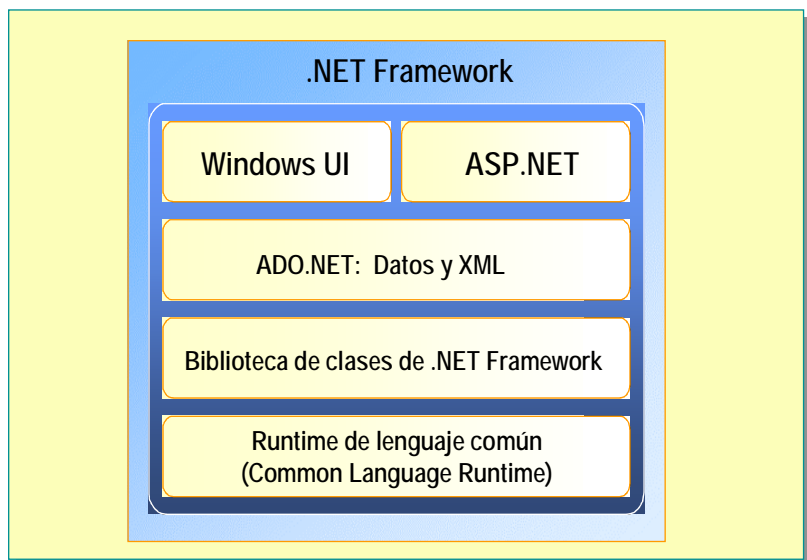 .NET Framework
Windows UI
ASP.NET
ADO.NET: Datos y XML
Biblioteca de clases de .NET Framework
Runtime de lenguaje común
(Common Language Runtime)